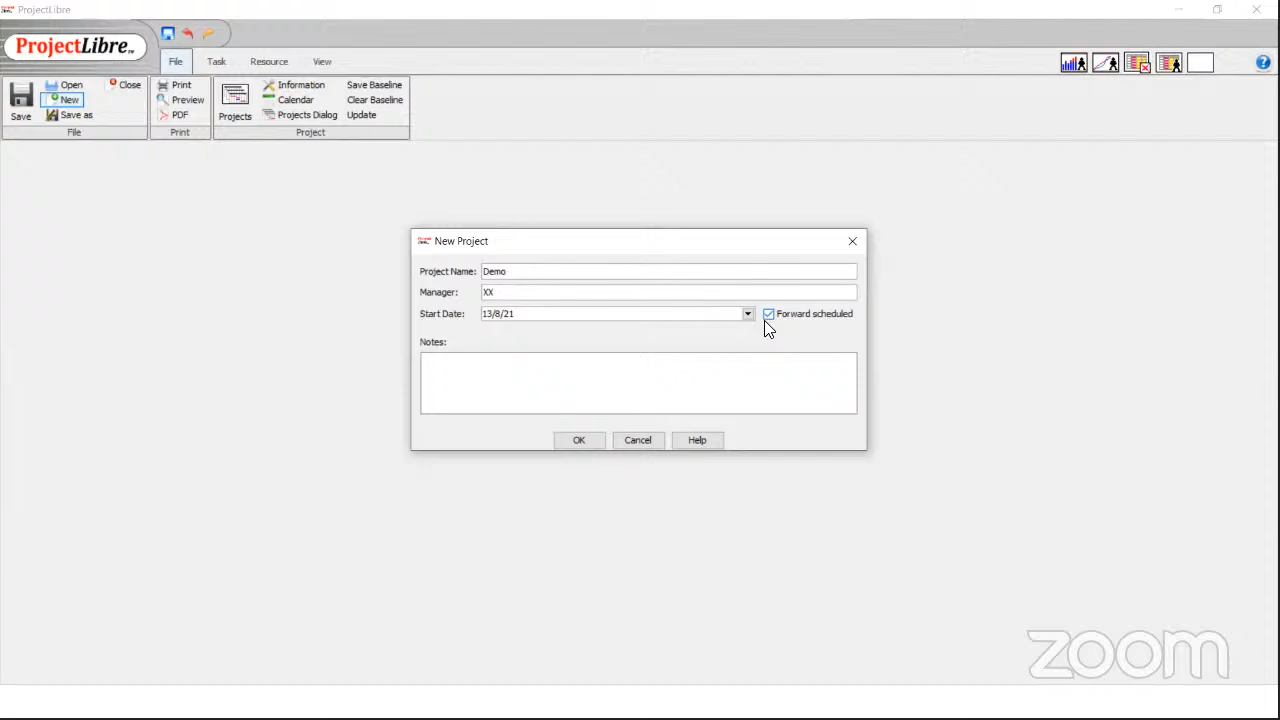 ProjectLibre
ProjectLibre™
File Task Resource View
Save
Open
New
Save as
Close
File
Print
Preview
PDF
Print
Projects
Information
Calendar
Projects Dialog
Save Baseline
Clear Baseline
Update
Project
New Project
Project Name: Demo
Manager: XX
Start Date: 13/8/21 Forward scheduled
Notes:
OK Cancel Help
zoom